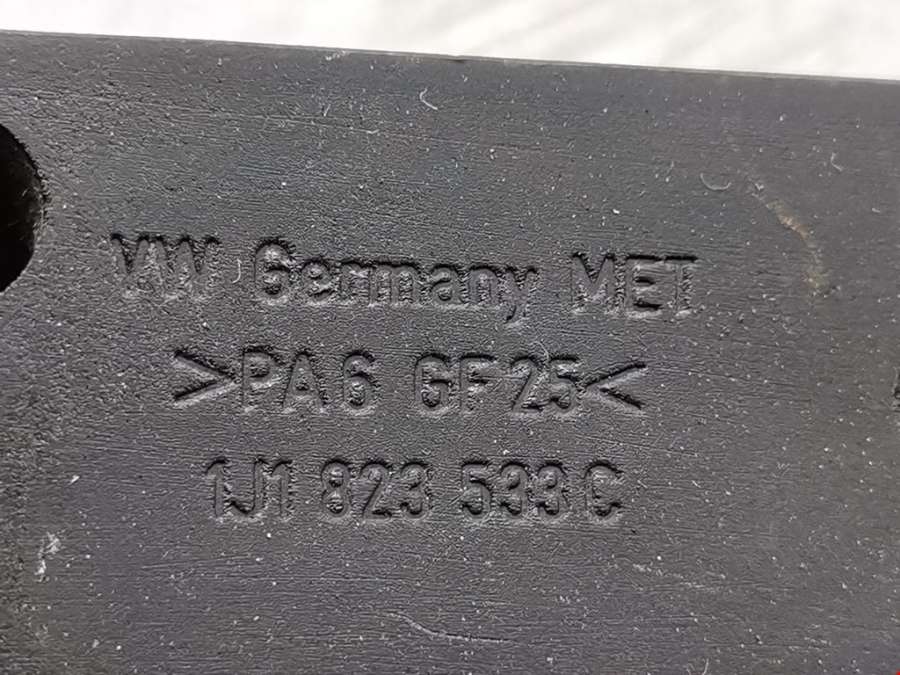 VW Germany MET
>PA6 GF25<
1J1 823 533 C